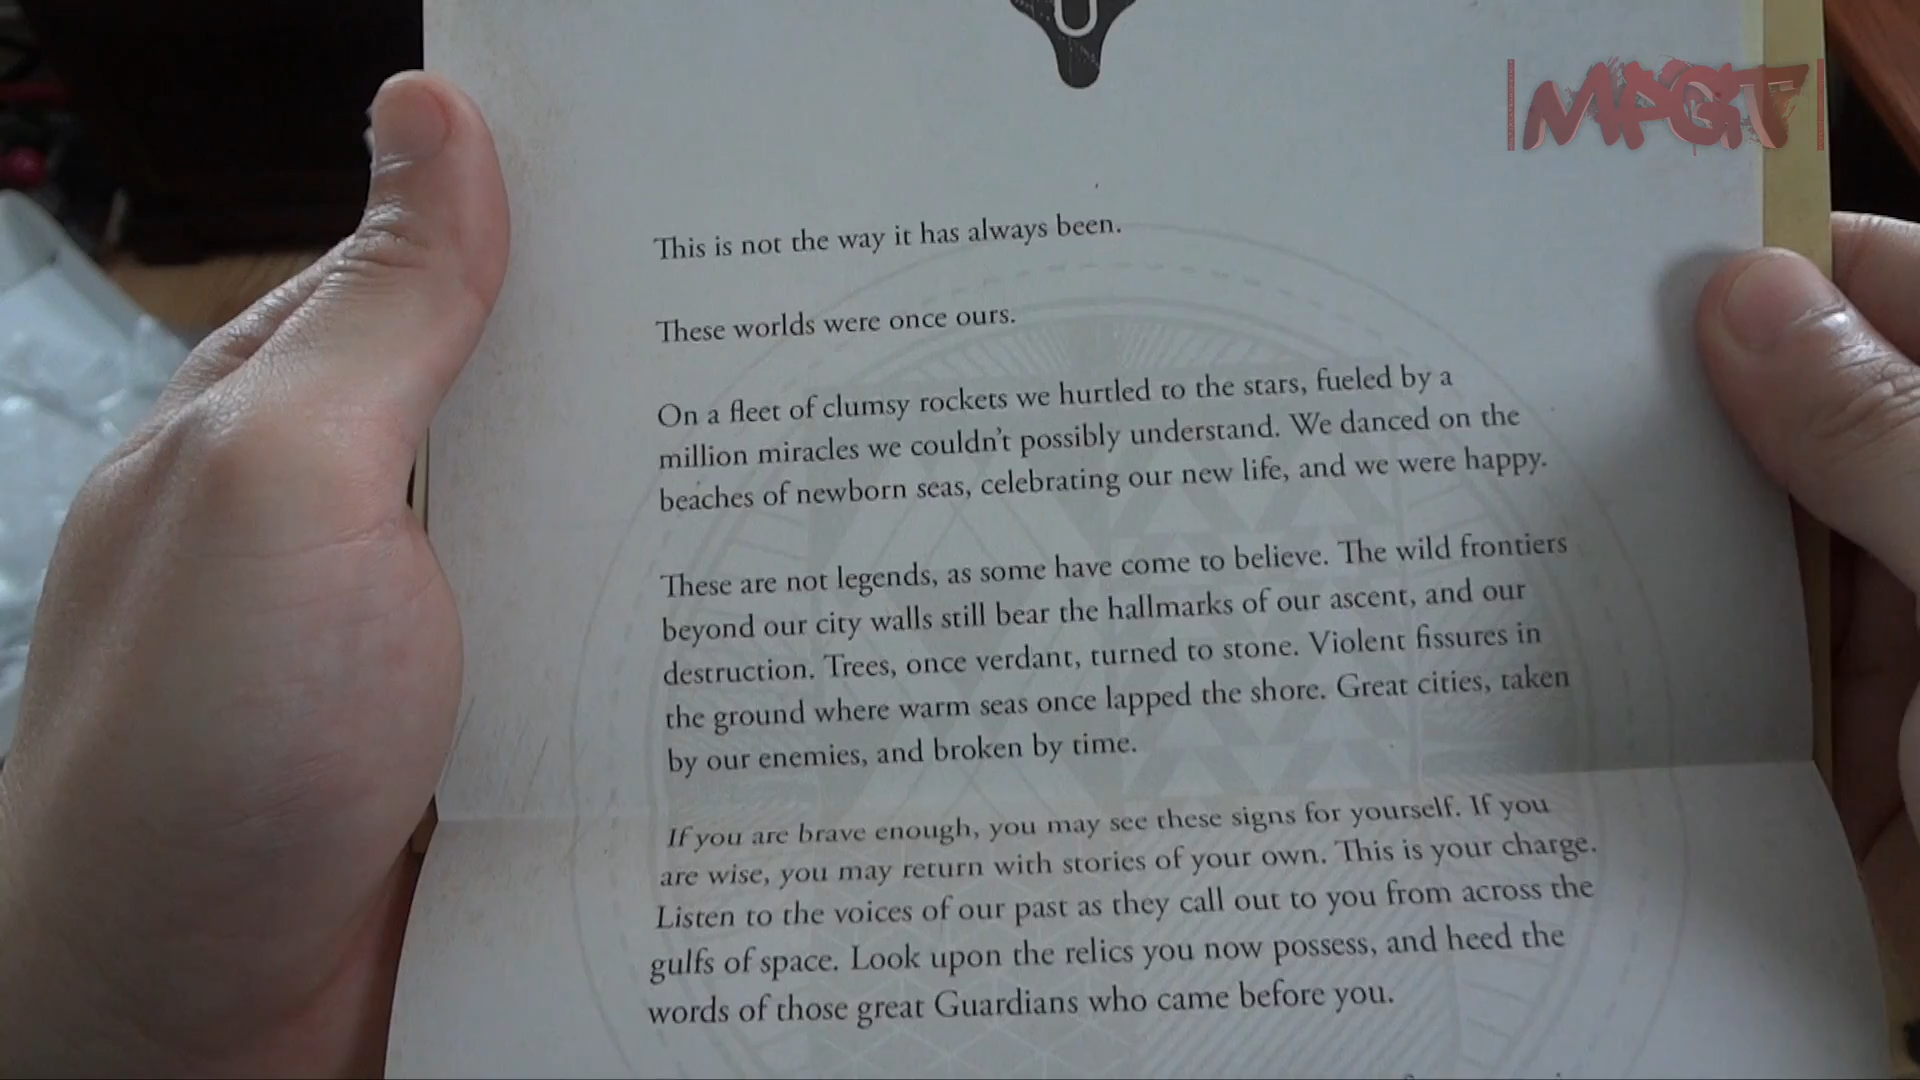 MPGT
This is not the way it has always been.
These worlds were once ours.
On a fleet of clumsy rockets we hurtled to the stars, fueled by a
million miracles we couldn't possibly understand. We danced on the
beaches of newborn seas, celebrating our new life, and we were happy.
These are not legends, as some have come to believe. The wild frontiers
beyond our city walls still bear the hallmarks of our ascent, and our
destruction. Trees, once verdant, turned to stone. Violent fissures in
the ground where warm seas once lapped the shore. Great cities, taken
by our enemies, and broken by time.
If you are brave enough, you may see these signs for yourself. If you
are wise, you may return with stories of your own. This is your charge.
Listen to the voices of our past as they call out to you from across the
gulfs of space. Look upon the relics you now possess, and heed the
words of those great Guardians who came before you.